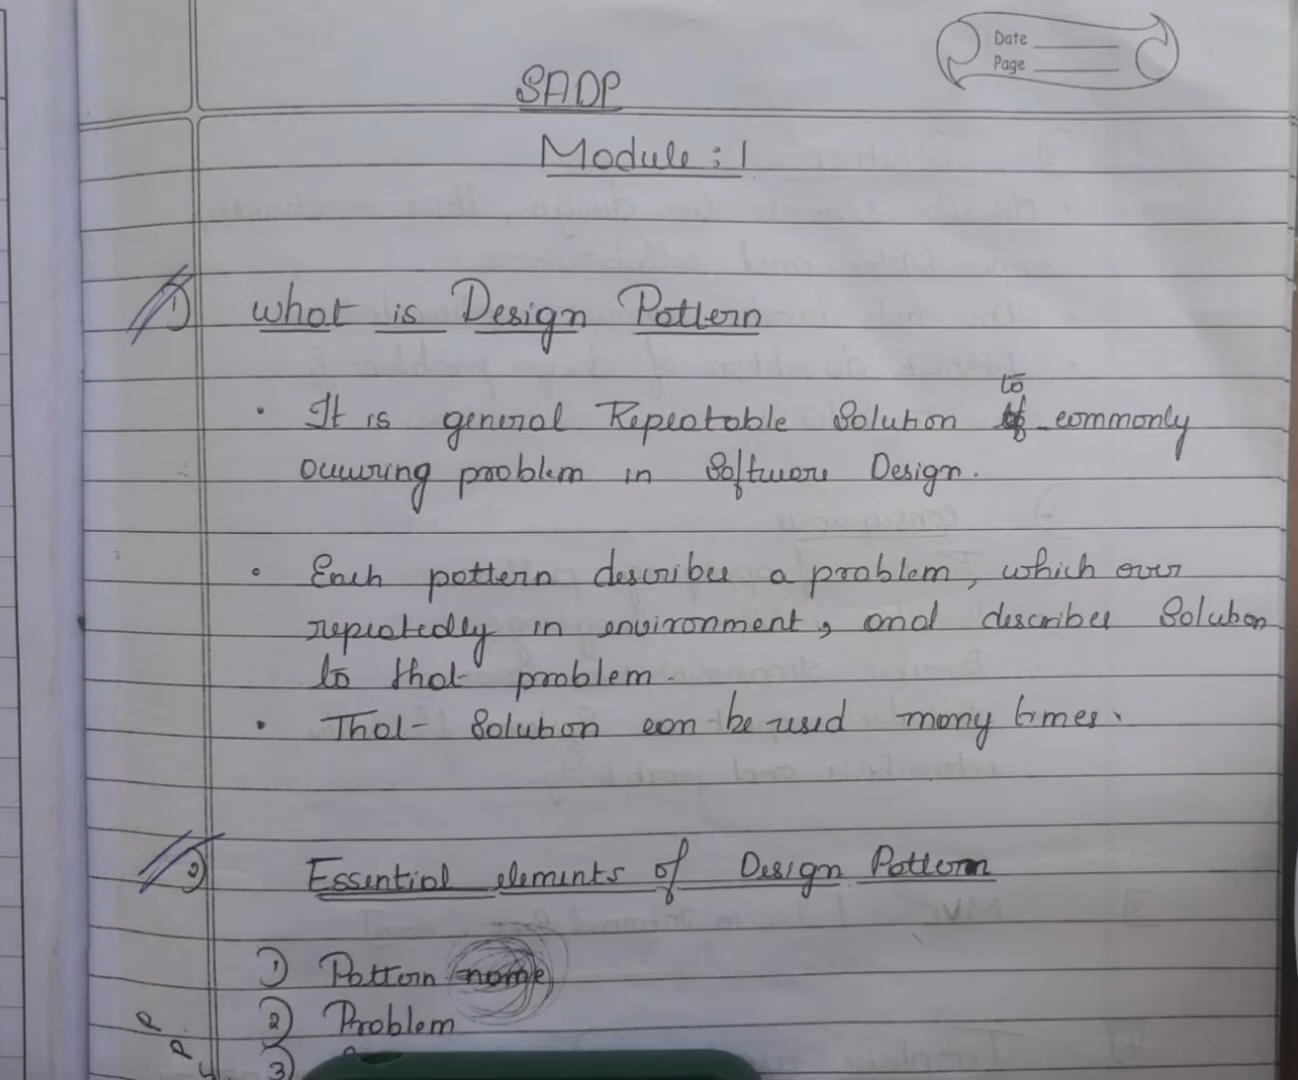 Date
Page
SADP
Module : 1
1) what is Design Pattern
• It is general Repeatable Solution to commonly
occuring problem in Software Design.
• Each pattern describes a problem, which over
repeatedly in environment, and describes Solution
to that problem.
• That Solution can be used many times.
2) Essential elements of Design Pattern
1) Pattern name
2) Problem
3)
P
P